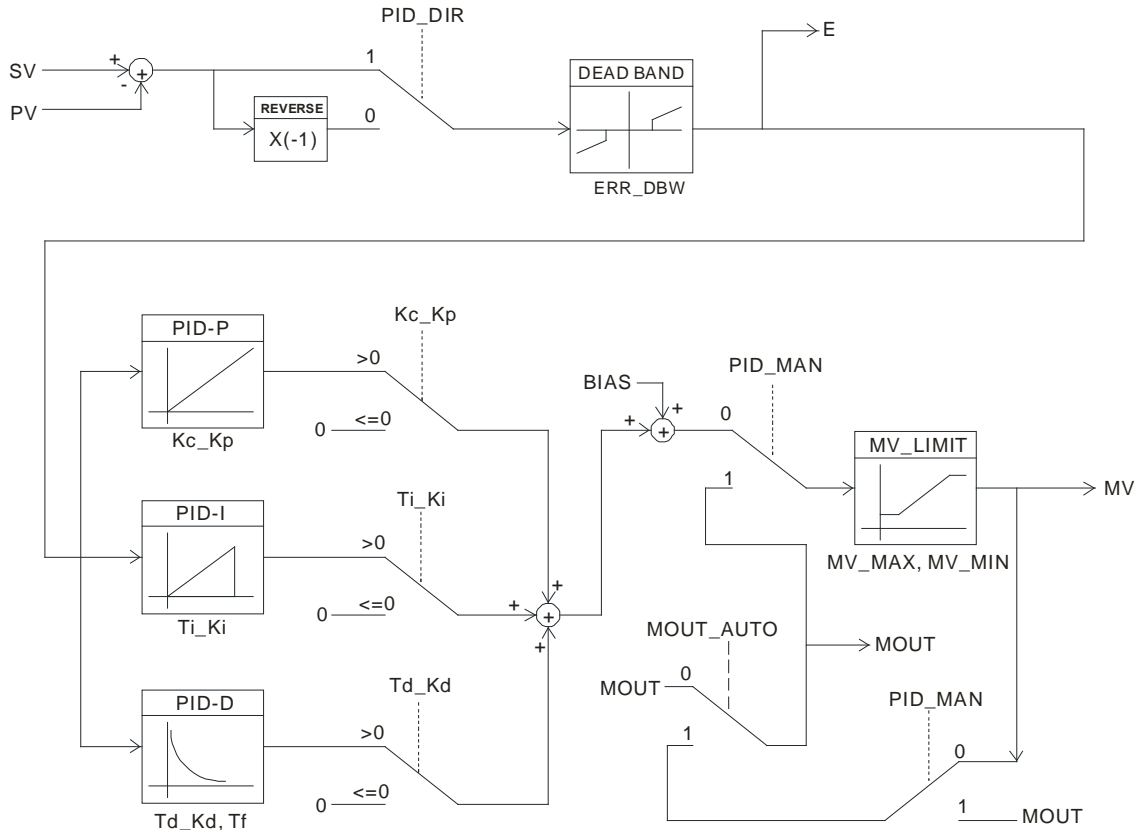 PID_DIR
E
SV
+
+
-
1
DEAD BAND
PV
REVERSE
X(-1)
0
ERR_DBW
PID-P
Kc_Kp
Kc_Kp
>0
0
<=0
PID-I
Ti_Ki
Ti_Ki
>0
0
<=0
PID-D
Td_Kd, Tf
Td_Kd
>0
0
<=0
+
+
+
+
BIAS
+
+
+
PID_MAN
0
1
MV_LIMIT
MV_MAX, MV_MIN
MV
MOUT_AUTO
MOUT
0
1
MOUT
PID_MAN
0
1
MOUT